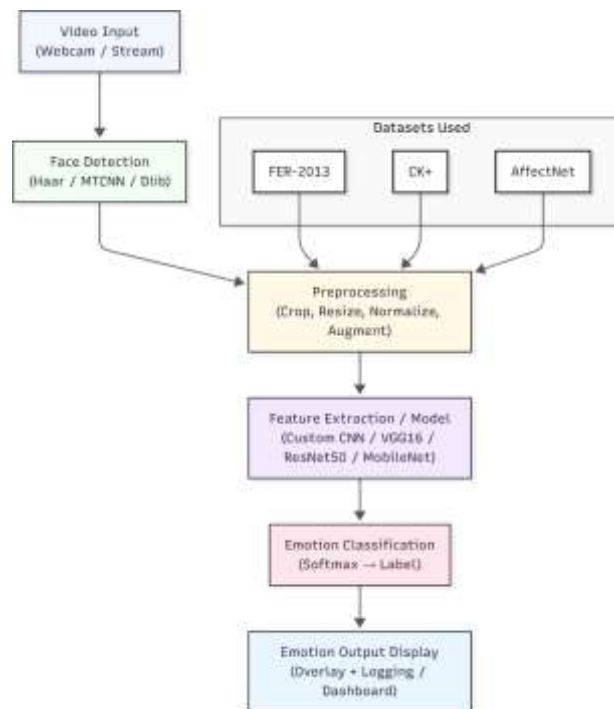 Video Input
(Webcam / Stream)
Datasets Used
Face Detection
(Haar / MTCNN / Dlib)
FER-2013
CK+
AffectNet
Preprocessing
(Crop, Resize, Normalize,
Augment)
Feature Extraction / Model
(Custom CNN / VGG16 /
ResNet50 / MobileNet)
Emotion Classification
(Softmax → Label)
Emotion Output Display
(Overlay + Logging /
Dashboard)